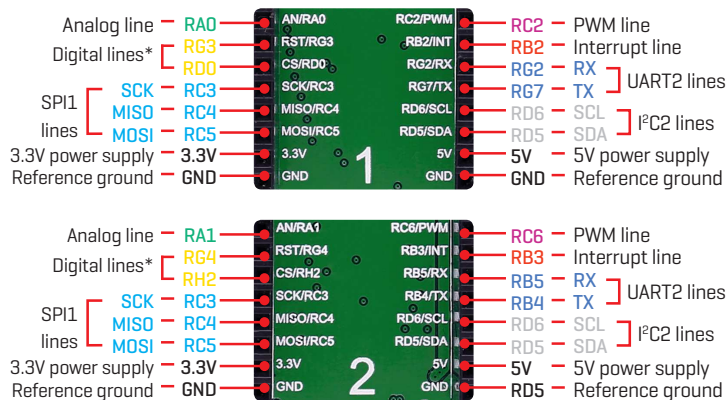 Analog line – RA0 AN/RA0 RC2/PWM RC2 – PWM line
Digital lines* RG3 RST/RG3 RB2/INT RB2 – Interrupt line
RD0 CS/RD0 RG2/RX RG2 – RX UART2 lines
SPI1 lines SCK – RC3 SCK/RC3 RG7/TX RG7 – TX
MISO – RC4 MISO/RC4 RD6/SCL RD6 – SCL I²C2 lines
MOSI – RC5 MOSI/RC5 RD5/SDA RD5 – SDA
3.3V power supply – 3.3V 3.3V 1 5V 5V – 5V power supply
Reference ground – GND GND GND GND – Reference ground
Analog line – RA1 AN/RA1 RC6/PWM RC6 – PWM line
Digital lines* RG4 RST/RG4 RB3/INT RB3 – Interrupt line
RH2 CS/RH2 RB5/RX RB5 – RX UART2 lines
SPI1 lines SCK – RC3 SCK/RC3 RB4/TX RB4 – TX
MISO – RC4 MISO/RC4 RD6/SCL RD6 – SCL I²C2 lines
MOSI – RC5 MOSI/RC5 RD5/SDA RD5 – SDA
3.3V power supply – 3.3V 3.3V 2 5V 5V – 5V power supply
Reference ground – GND GND GND RD5 – Reference ground